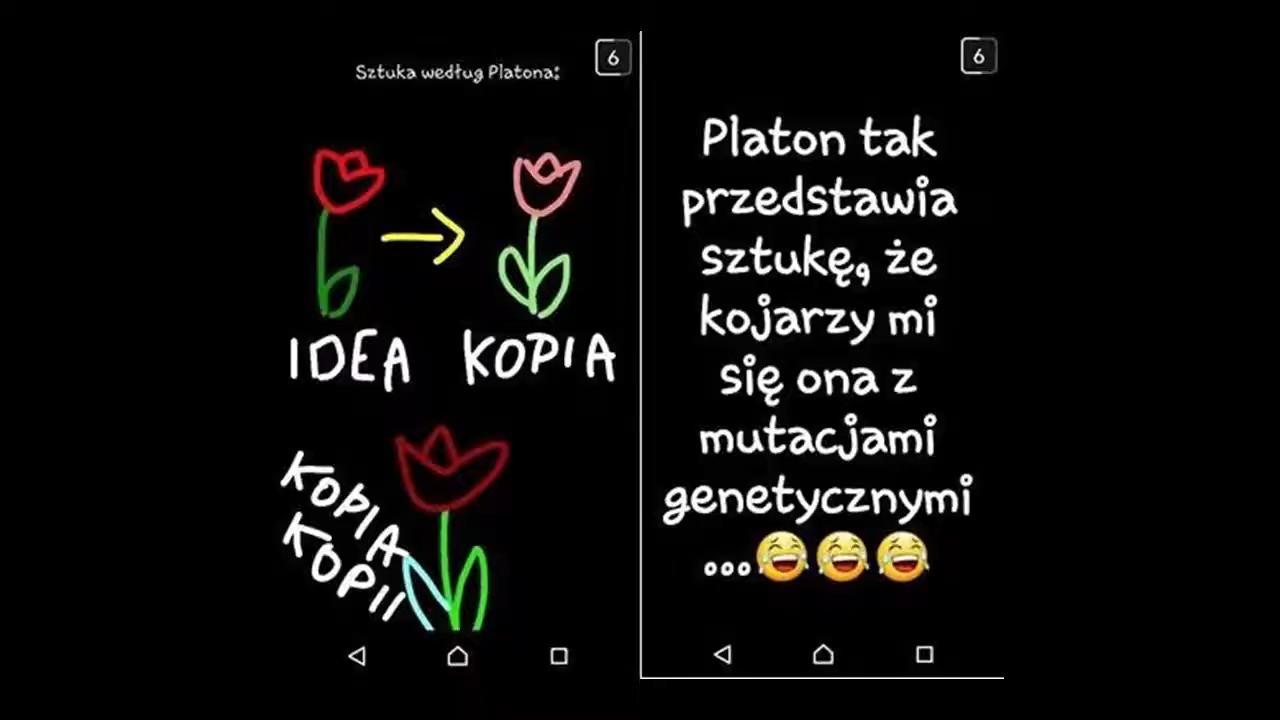 6
Sztuka według Platona:
IDEA
KOPIA
KOPIA
KOPII
6
Platon tak
przedstawia
sztukę, że
kojarzy mi
się ona z
mutacjami
genetycznymi
...😂😂😂